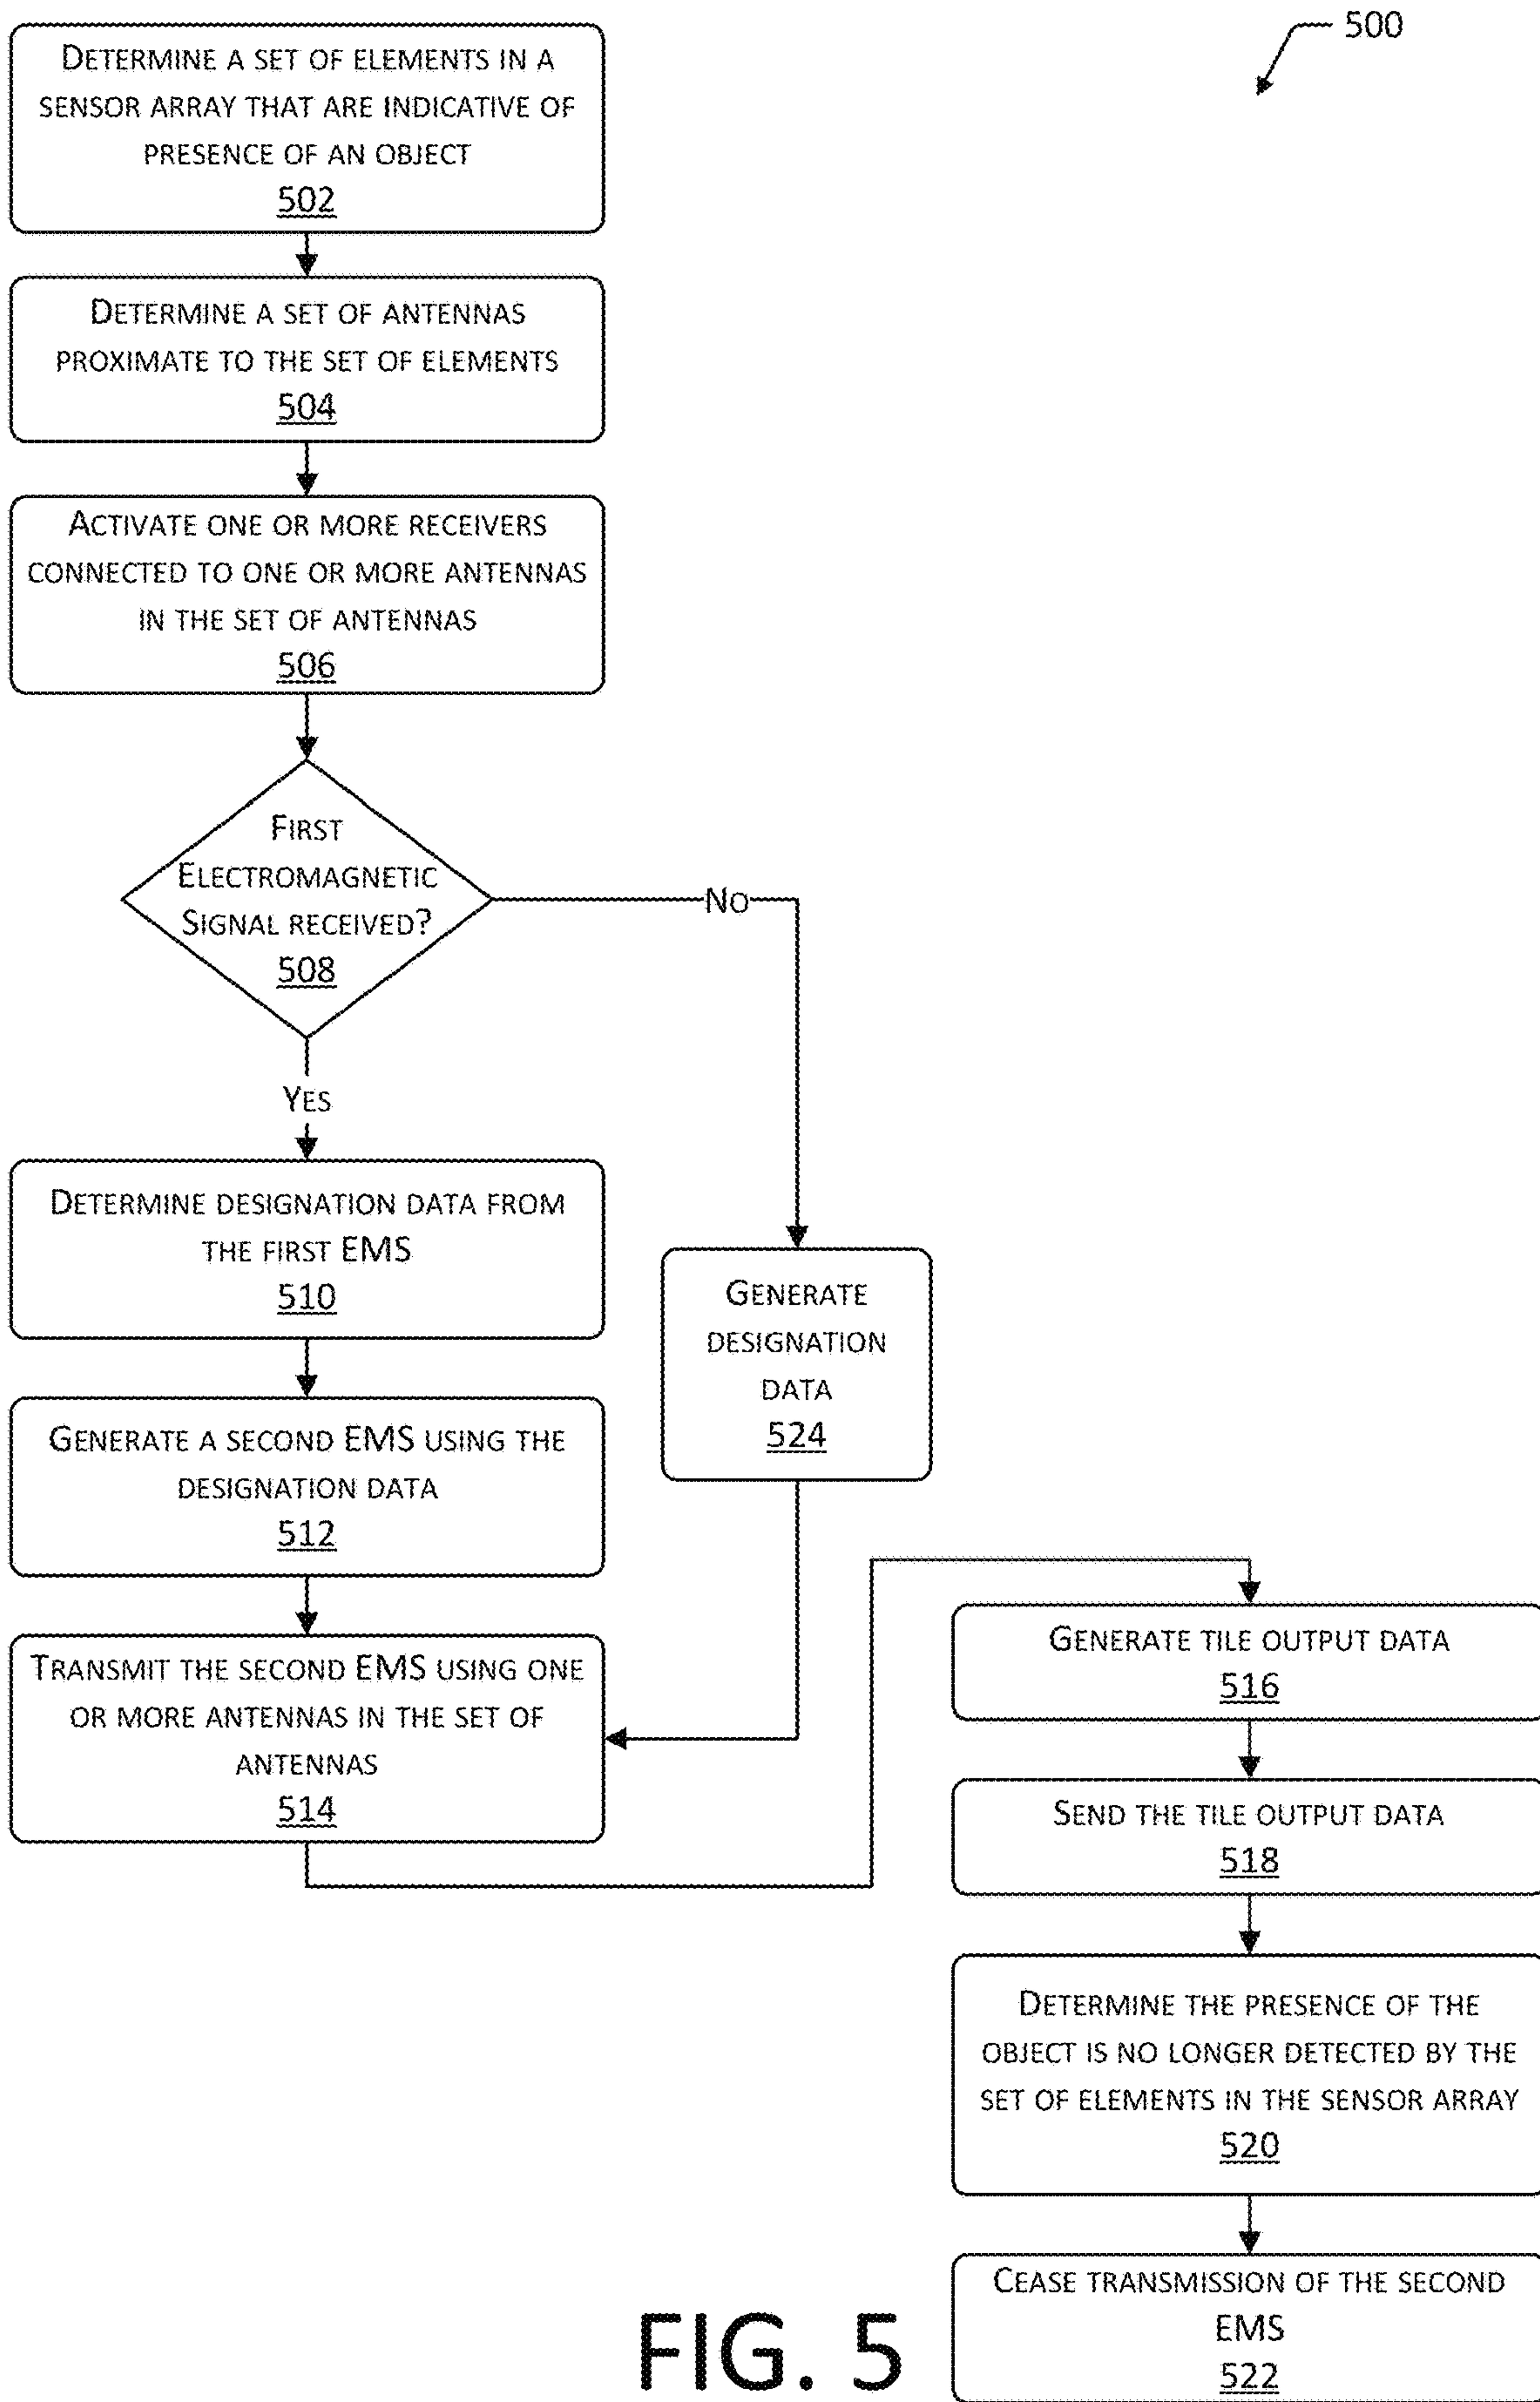 500
DETERMINE A SET OF ELEMENTS IN A
SENSOR ARRAY THAT ARE INDICATIVE OF
PRESENCE OF AN OBJECT
502
DETERMINE A SET OF ANTENNAS
PROXIMATE TO THE SET OF ELEMENTS
504
ACTIVATE ONE OR MORE RECEIVERS
CONNECTED TO ONE OR MORE ANTENNAS
IN THE SET OF ANTENNAS
506
FIRST
ELECTROMAGNETIC
SIGNAL RECEIVED?
508
NO
YES
DETERMINE DESIGNATION DATA FROM
THE FIRST EMS
510
GENERATE
DESIGNATION
DATA
524
GENERATE A SECOND EMS USING THE
DESIGNATION DATA
512
TRANSMIT THE SECOND EMS USING ONE
OR MORE ANTENNAS IN THE SET OF
ANTENNAS
514
GENERATE TILE OUTPUT DATA
516
SEND THE TILE OUTPUT DATA
518
DETERMINE THE PRESENCE OF THE
OBJECT IS NO LONGER DETECTED BY THE
SET OF ELEMENTS IN THE SENSOR ARRAY
520
CEASE TRANSMISSION OF THE SECOND
EMS
522
FIG. 5